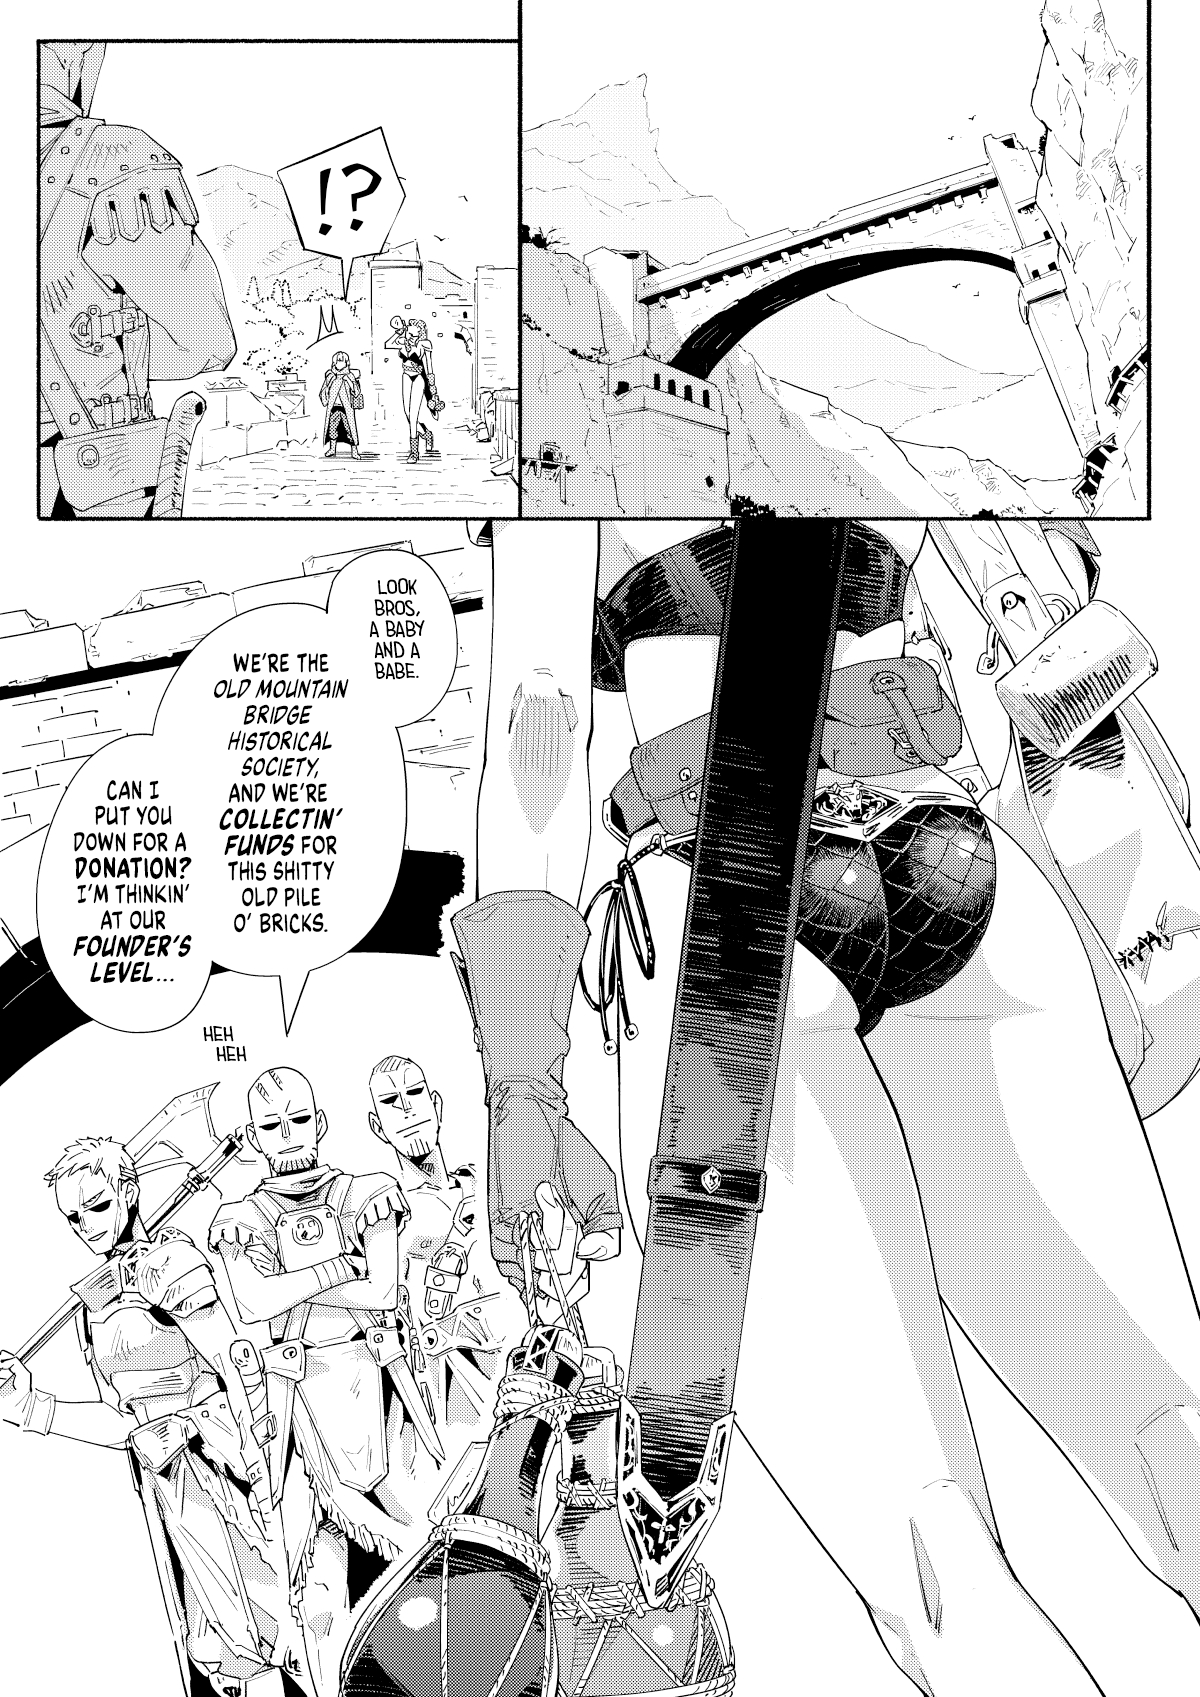 !?
LOOK
BROS,
A BABY
AND A
BABE.
WE'RE THE
OLD MOUNTAIN
BRIDGE
HISTORICAL
SOCIETY,
AND WE'RE
COLLECTIN'
FUNDS FOR
THIS SHITTY
OLD PILE
O' BRICKS.
CAN I
PUT YOU
DOWN FOR A
DONATION?
I'M THINKIN'
AT OUR
FOUNDER'S
LEVEL...
HEH
HEH